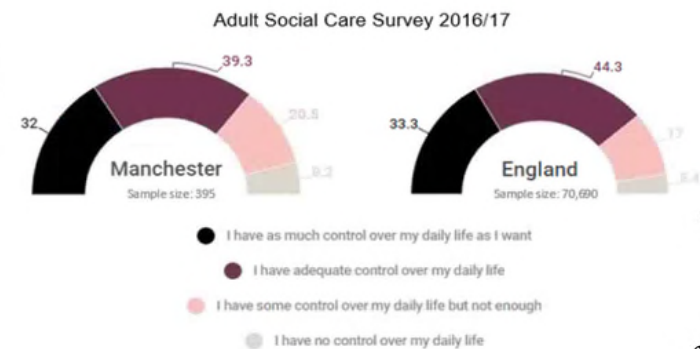 Adult Social Care Survey 2016/17
39.3
32
20.5
Manchester
Sample size: 395
44.3
33.3
17
England
Sample size: 70,690
I have as much control over my daily life as I want
I have adequate control over my daily life
I have some control over my daily life but not enough
I have no control over my daily life